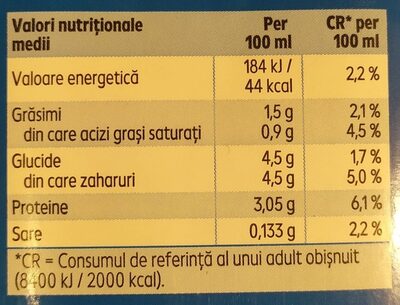 Valori nutriționale medii Per 100 ml CR* per 100 ml
Valoare energetică 184 kJ / 44 kcal 2,2 %
Grăsimi 1,5 g 2,1 %
din care acizi grași saturați 0,9 g 4,5 %
Glucide 4,5 g 1,7 %
din care zaharuri 4,5 g 5,0 %
Proteine 3,05 g 6,1 %
Sare 0,133 g 2,2 %
*CR = Consumul de referință al unui adult obișnuit
(8400 kJ / 2000 kcal).